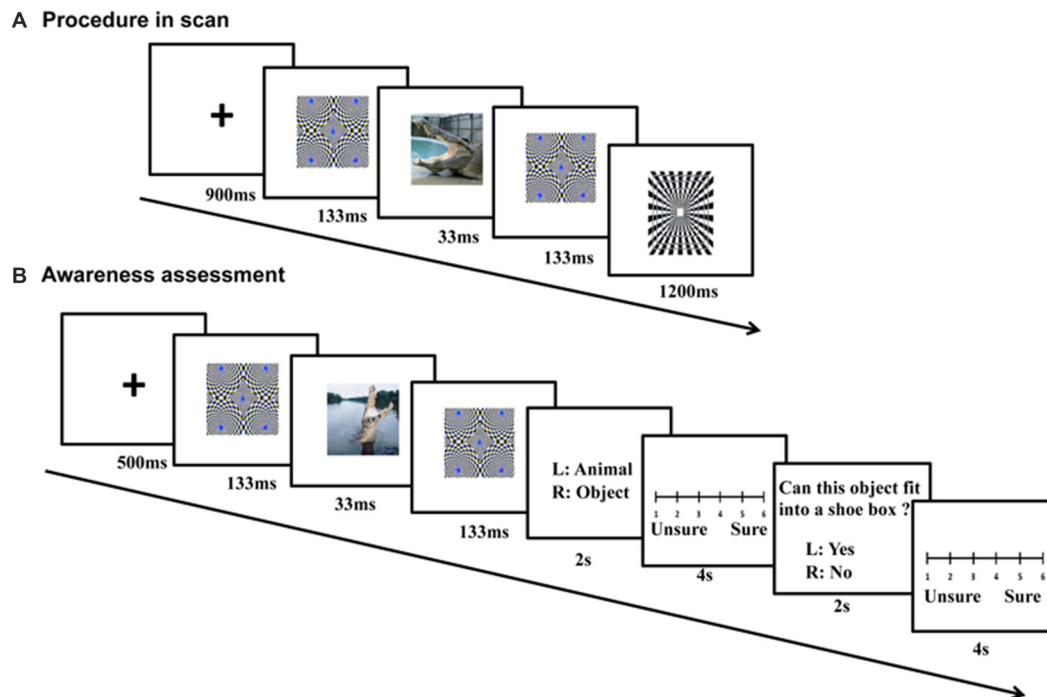 A Procedure in scan
900ms
133ms
33ms
133ms
1200ms
B Awareness assessment
500ms
133ms
33ms
133ms
L: Animal
R: Object
2s
1 2 3 4 5 6
Unsure Sure
4s
Can this object fit
into a shoe box ?
L: Yes
R: No
2s
1 2 3 4 5 6
Unsure Sure
4s